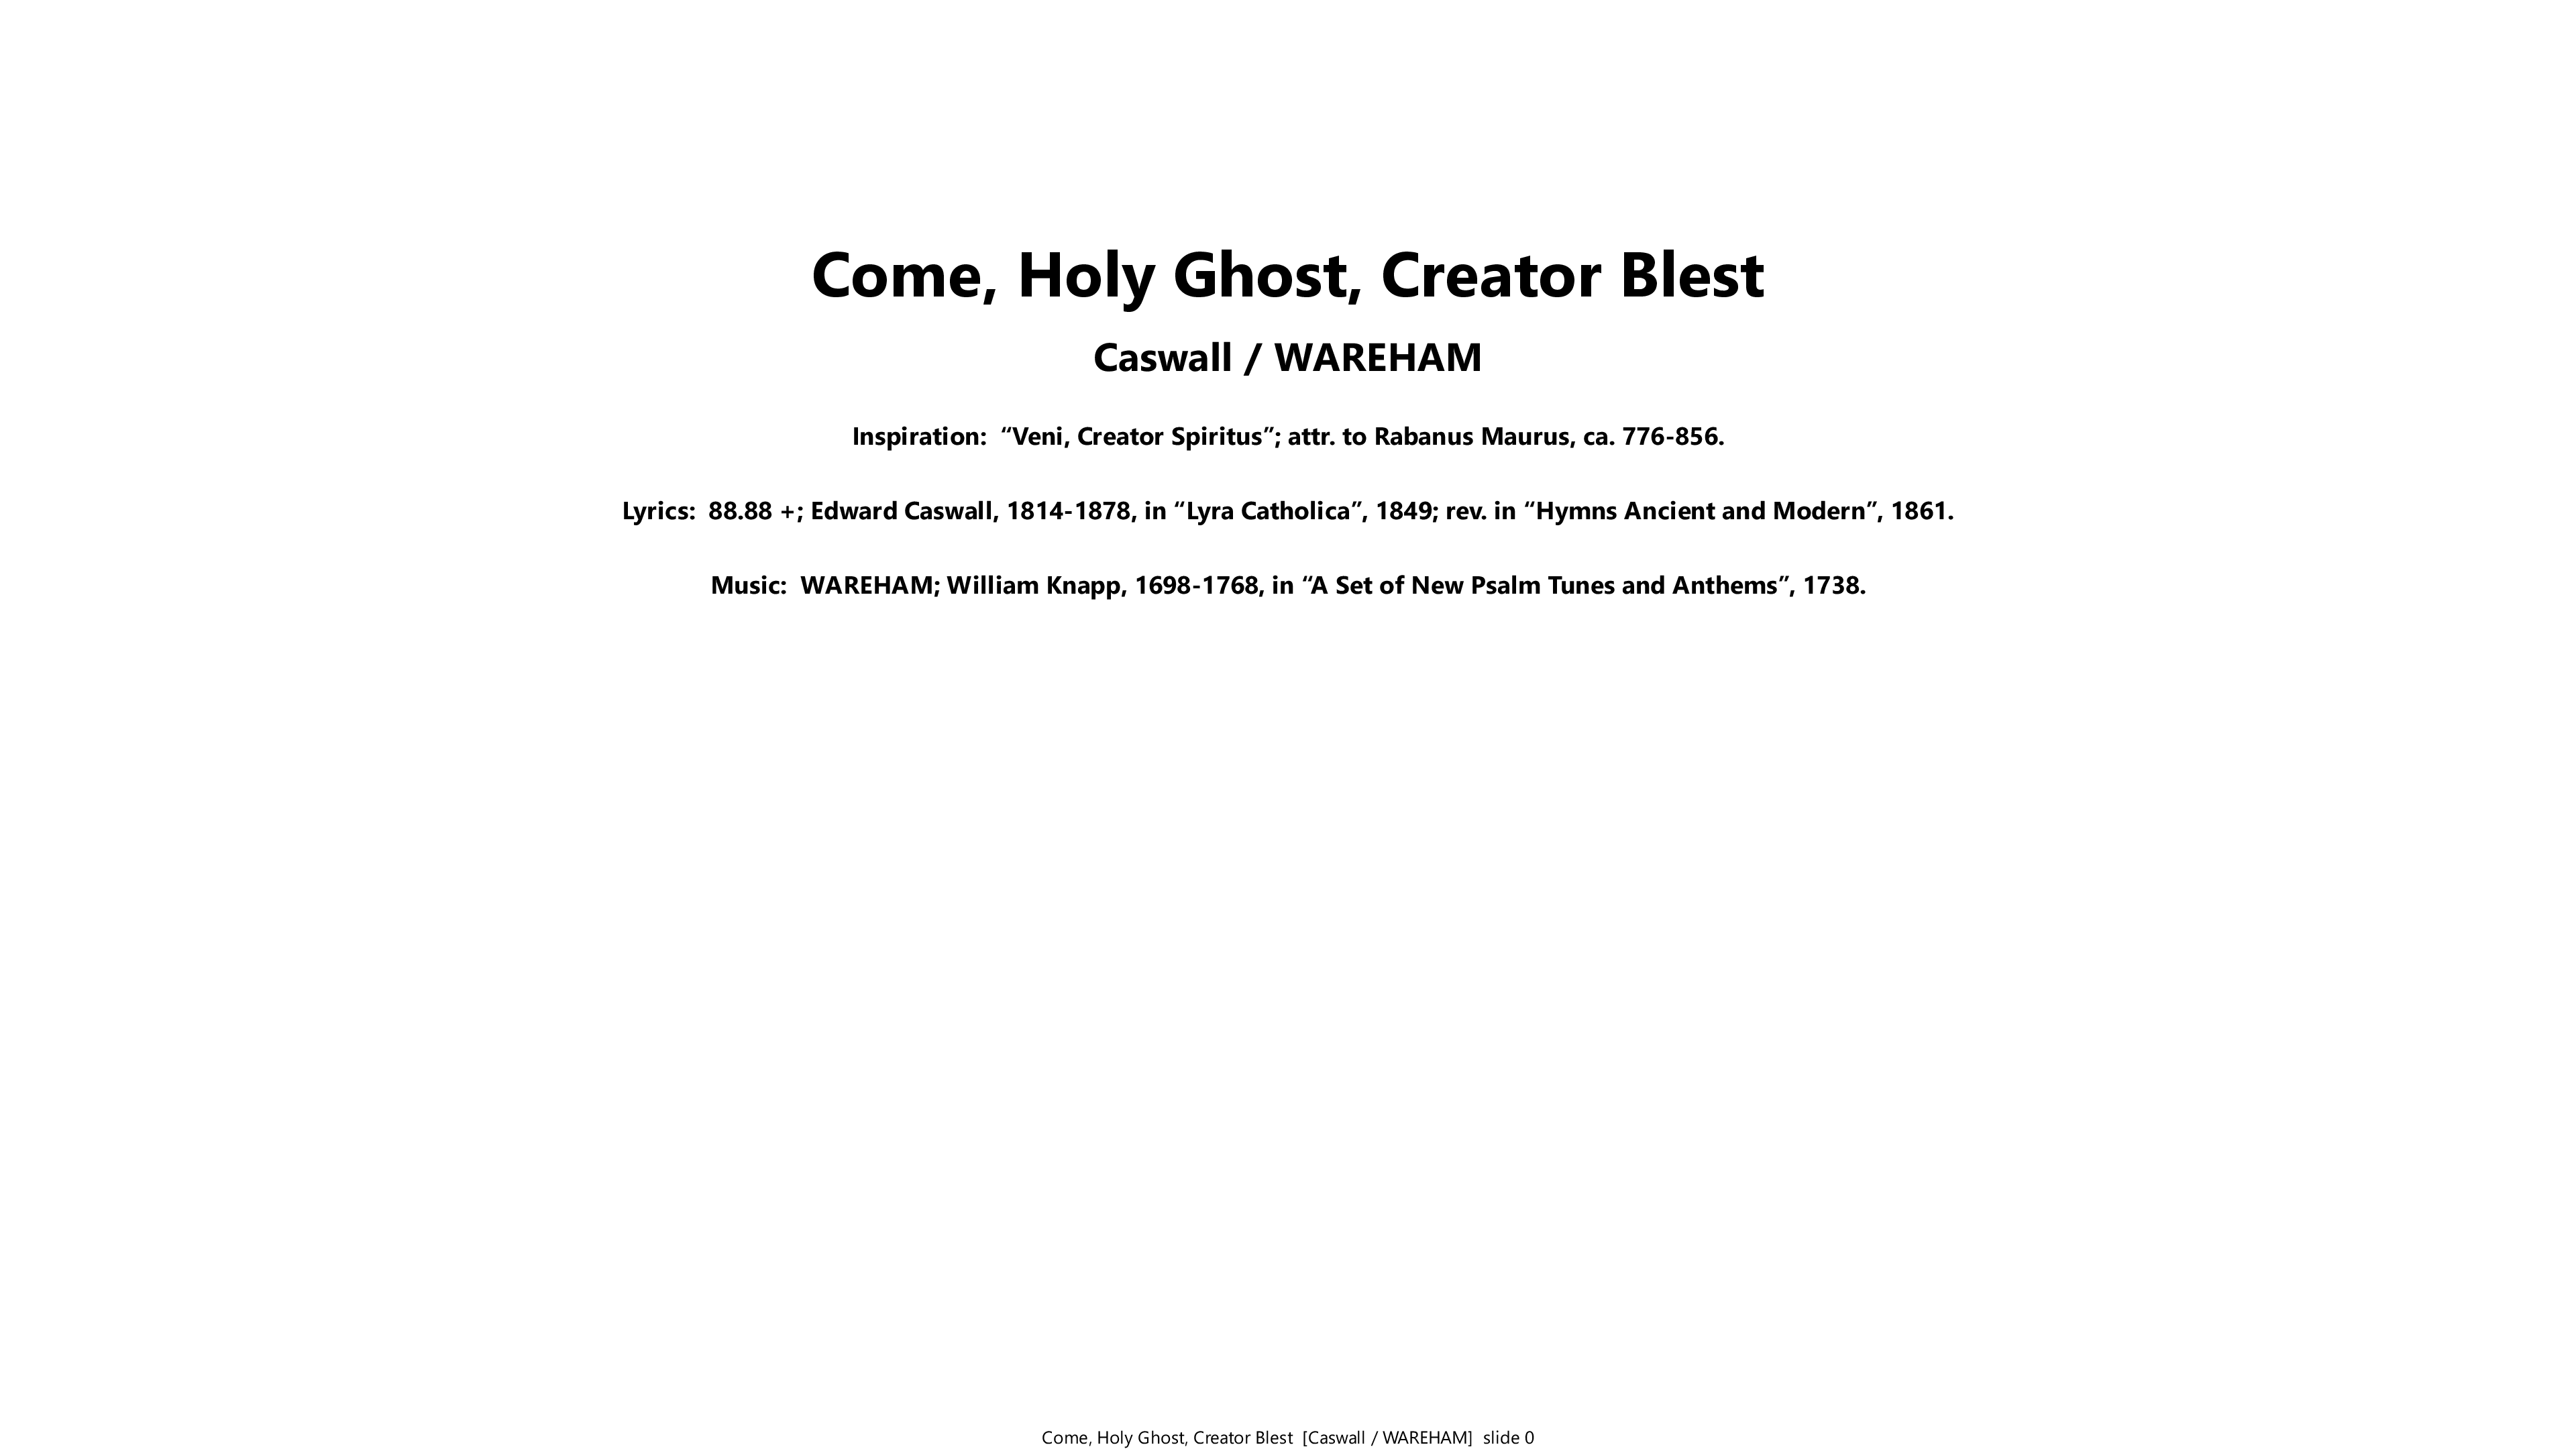 Come, Holy Ghost, Creator Blest
Caswall / WAREHAM
Inspiration:  “Veni, Creator Spiritus”; attr. to Rabanus Maurus, ca. 776-856.
Lyrics:  88.88 +; Edward Caswall, 1814-1878, in “Lyra Catholica”, 1849; rev. in “Hymns Ancient and Modern”, 1861.
Music:  WAREHAM; William Knapp, 1698-1768, in “A Set of New Psalm Tunes and Anthems”, 1738.
Come, Holy Ghost, Creator Blest  [Caswall / WAREHAM]  slide 0